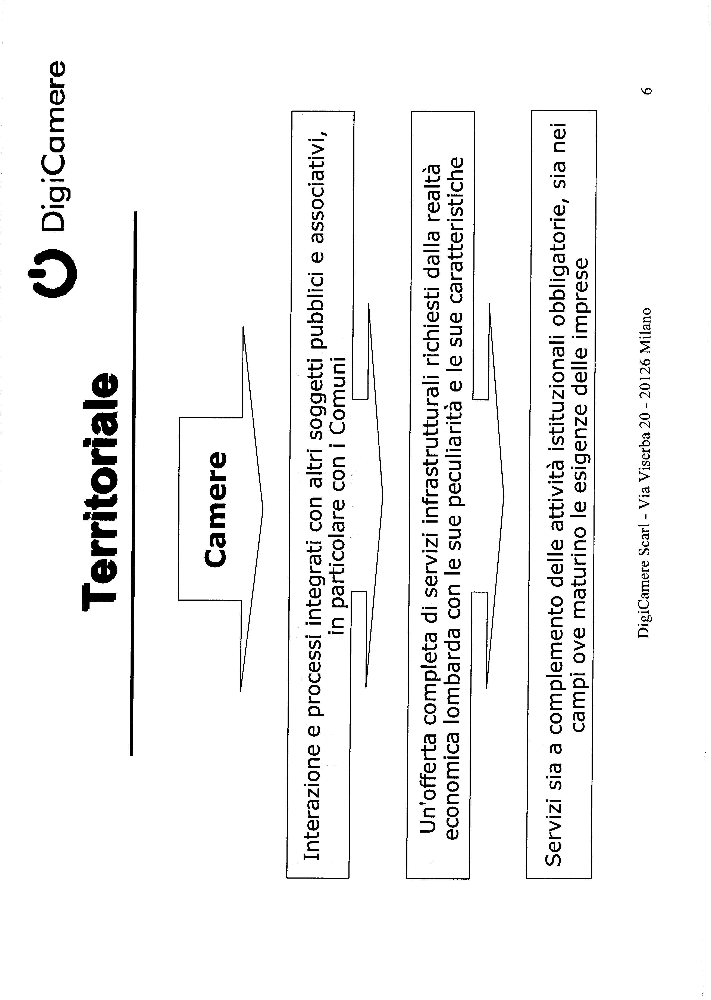 DigiCamere
Territoriale
Camere
Interazione e processi integrati con altri soggetti pubblici e associativi,
in particolare con i Comuni
Un'offerta completa di servizi infrastrutturali richiesti dalla realtà
economica lombarda con le sue peculiarità e le sue caratteristiche
Servizi sia a complemento delle attività istituzionali obbligatorie, sia nei
campi ove maturino le esigenze delle imprese
DigiCamere Scarl - Via Viserba 20 - 20126 Milano
6